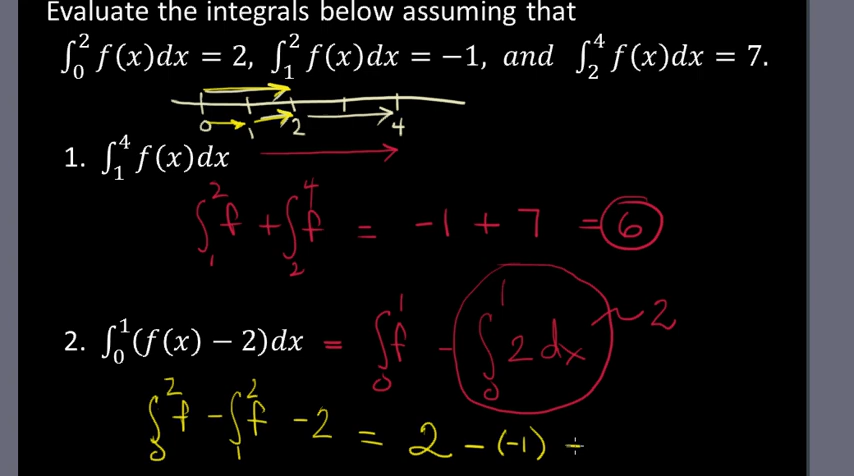 Evaluate the integrals below assuming that
∫₀² f(x)dx = 2, ∫₁² f(x)dx = −1, and ∫₂⁴ f(x)dx = 7.
0 1 2 4
1. ∫₁⁴ f(x)dx
∫₁² f + ∫₂⁴ f = -1 + 7 = 6
2. ∫₀¹ (f(x) − 2)dx = ∫₀¹ f - ∫₀¹ 2 dx ~ 2
∫₀² f - ∫₁² f - 2 = 2 - (-1) -